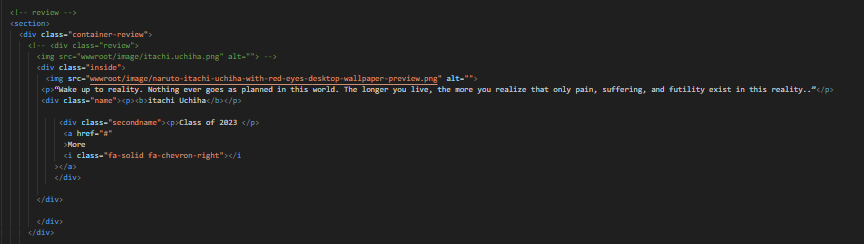 <!-- review -->
<section>
<div class="container-review">
<!-- <div class="review">
<img src="wwwroot/image/itachi.uchiha.png" alt=""> -->
<div class="inside">
<img src="wwwroot/image/naruto-itachi-uchiha-with-red-eyes-desktop-wallpaper-preview.png" alt="">
<p>“Wake up to reality. Nothing ever goes as planned in this world. The longer you live, the more you realize that only pain, suffering, and futility exist in this reality..”</p>
<div class="name"><p><b>itachi Uchiha</b></p>
<div class="secondname"><p>Class of 2023 </p>
<a href="#"
>More
<i class="fa-solid fa-chevron-right"></i
></a>
</div>
</div>
</div>
</div>